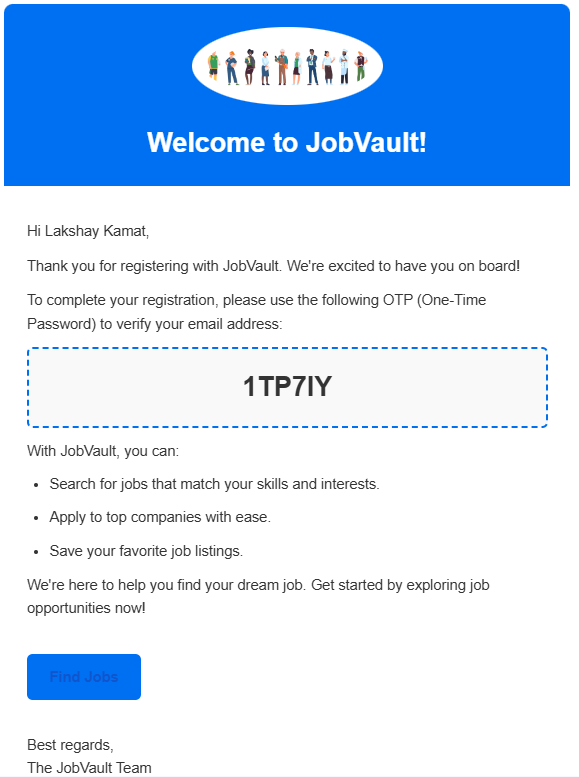 Welcome to JobVault!
Hi Lakshay Kamat,
Thank you for registering with JobVault. We're excited to have you on board!
To complete your registration, please use the following OTP (One-Time
Password) to verify your email address:
1TP7IY
With JobVault, you can:
• Search for jobs that match your skills and interests.
• Apply to top companies with ease.
• Save your favorite job listings.
We're here to help you find your dream job. Get started by exploring job
opportunities now!
Find Jobs
Best regards,
The JobVault Team